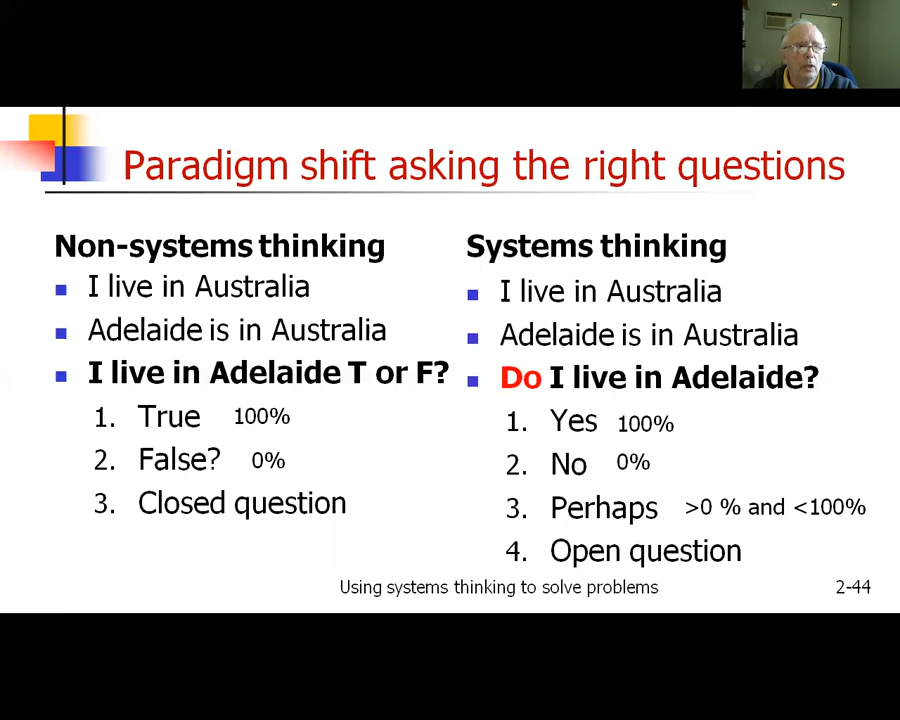 Paradigm shift asking the right questions
Non-systems thinking
I live in Australia
Adelaide is in Australia
I live in Adelaide T or F?
1. True 100%
2. False? 0%
3. Closed question
Systems thinking
I live in Australia
Adelaide is in Australia
Do I live in Adelaide?
1. Yes 100%
2. No 0%
3. Perhaps >0 % and <100%
4. Open question
Using systems thinking to solve problems
2-44